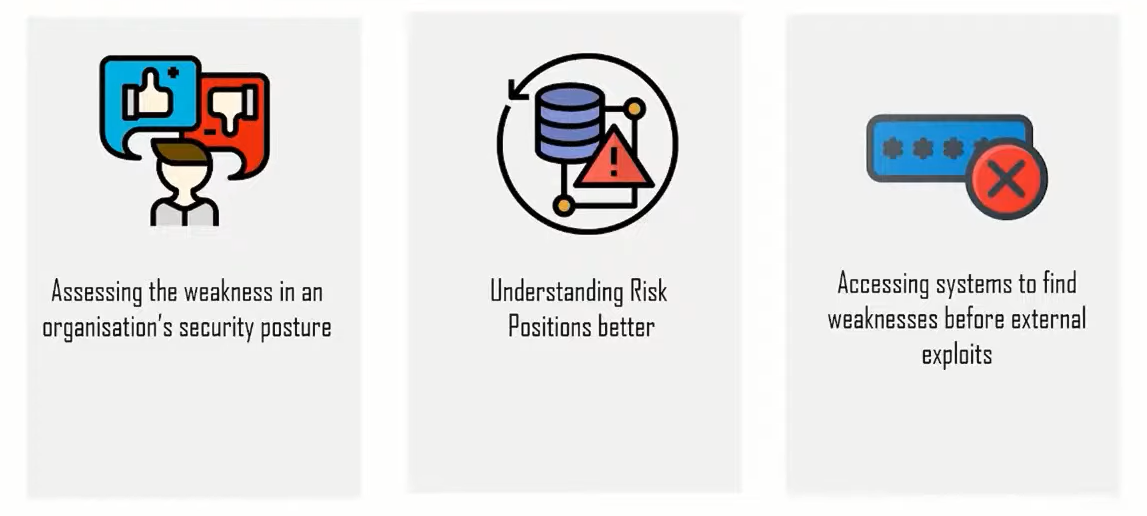 Assessing the weakness in an
organisation's security posture
Understanding Risk
Positions better
Accessing systems to find
weaknesses before external
exploits